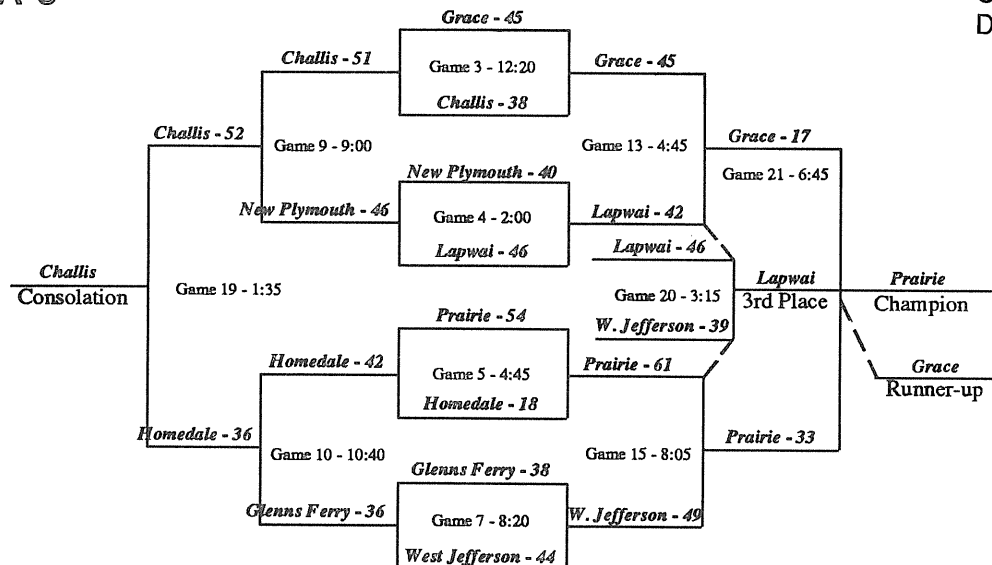 Grace - 45
Challis - 51
Game 3 - 12:20
Grace - 45
Challis - 38
Challis - 52
Game 9 - 9:00
Game 13 - 4:45
Grace - 17
Game 21 - 6:45
New Plymouth - 40
New Plymouth - 46
Game 4 - 2:00
Lapwai - 42
Lapwai - 46
Lapwai - 46
Challis
Consolation
Game 19 - 1:35
Game 20 - 3:15
Lapwai
3rd Place
Prairie
Champion
Prairie - 54
W. Jefferson - 39
Homedale - 42
Game 5 - 4:45
Prairie - 61
Homedale - 18
Grace
Runner-up
Homedale - 36
Game 10 - 10:40
Game 15 - 8:05
Prairie - 33
Glenns Ferry - 38
Glenns Ferry - 36
Game 7 - 8:20
W. Jefferson - 49
West Jefferson - 44